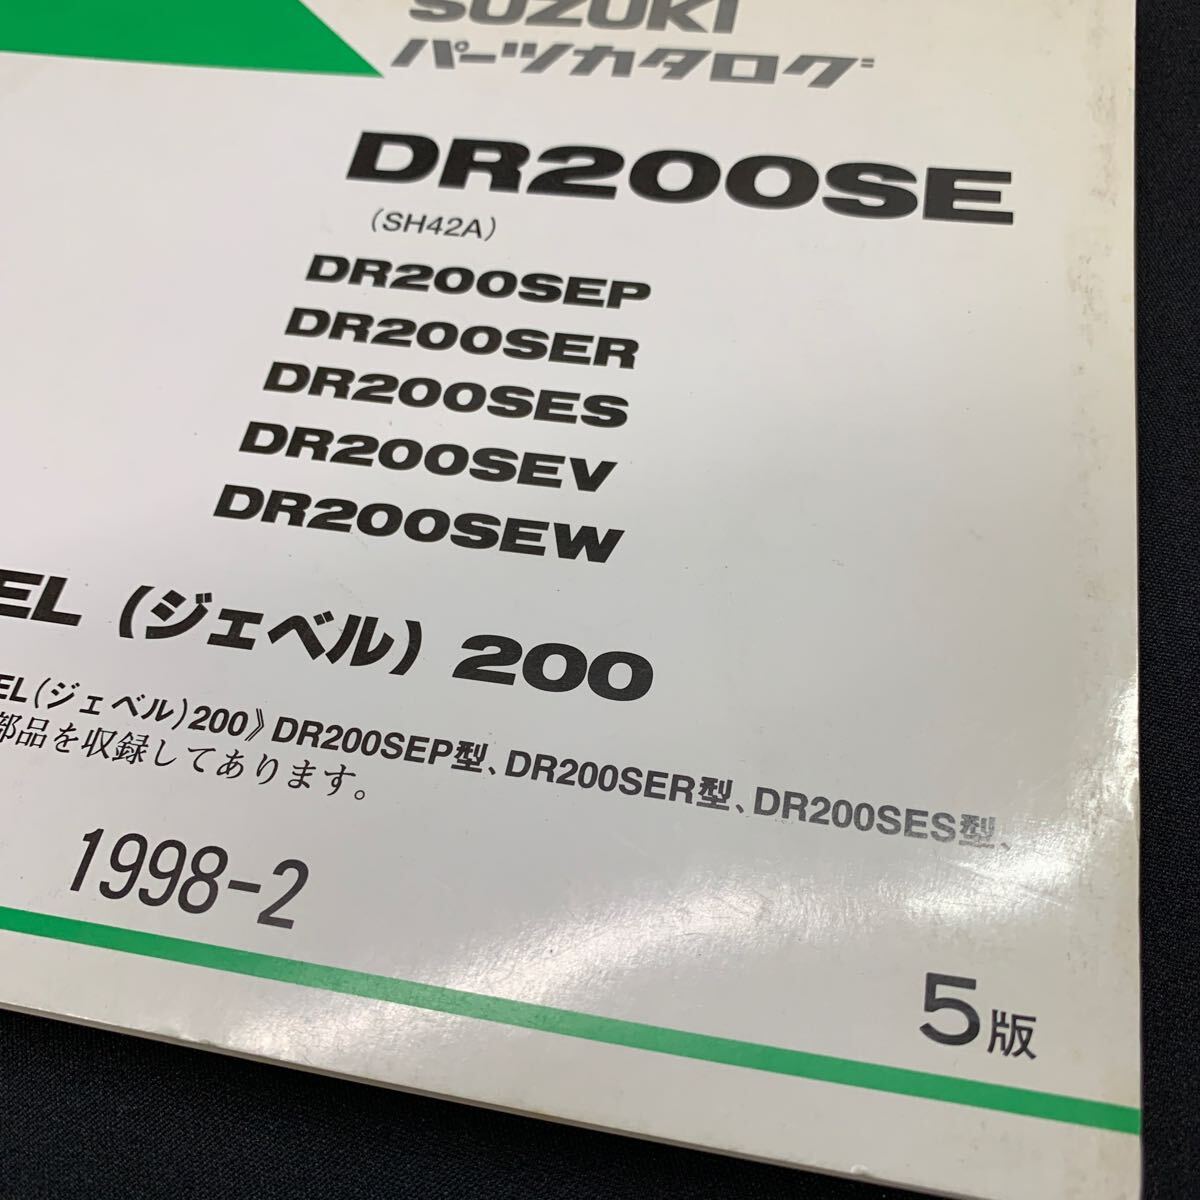 SUZUKI
パーツカタログ
DR200SE
(SH42A)
DR200SEP
DR200SER
DR200SES
DR200SEV
DR200SEW
EL (ジェベル) 200
EL(ジェベル)200》DR200SEP型、DR200SER型、DR200SES型、
部品を収録してあります。
1998-2
5版